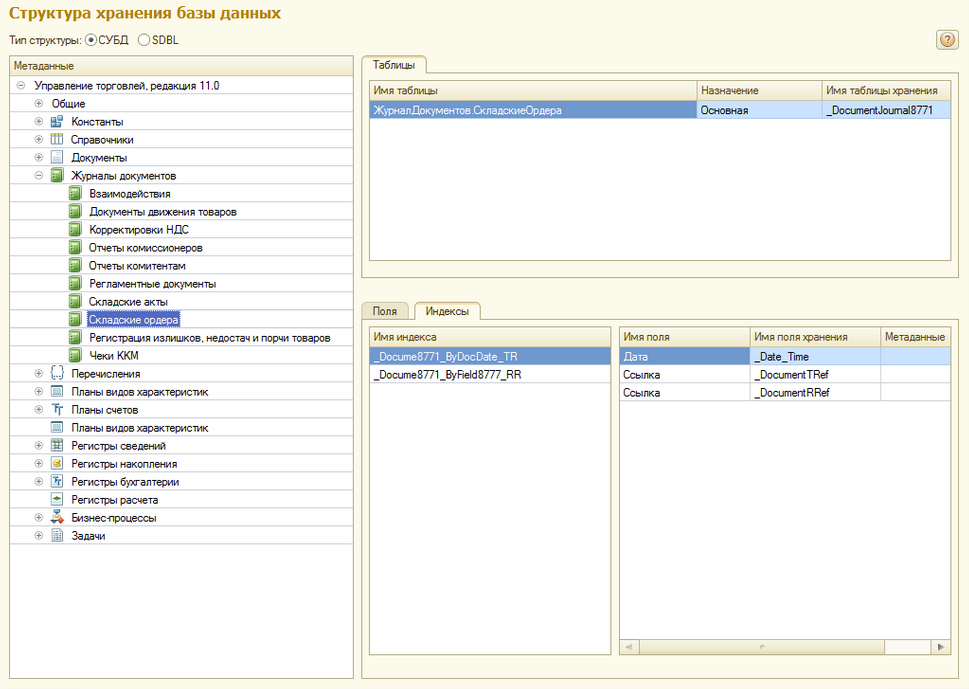 Структура хранения базы данных
Тип структуры: СУБД SDBL
?
Метаданные
Управление торговлей, редакция 11.0
Общие
Константы
Справочники
Документы
Журналы документов
Взаимодействия
Документы движения товаров
Корректировки НДС
Отчеты комиссионеров
Отчеты комитентам
Регламентные документы
Складские акты
Складские ордера
Регистрация излишков, недостач и порчи товаров
Чеки ККМ
Перечисления
Планы видов характеристик
Планы счетов
Планы видов характеристик
Регистры сведений
Регистры накопления
Регистры бухгалтерии
Регистры расчета
Бизнес-процессы
Задачи
Таблицы
Имя таблицы Назначение Имя таблицы хранения
ЖурналДокументов.СкладскиеОрдера Основная _DocumentJournal8771
Поля Индексы
Имя индекса
_Docume8771_ByDocDate_TR
_Docume8771_ByField8777_RR
Имя поля Имя поля хранения Метаданные
Дата _Date_Time
Ссылка _DocumentTRef
Ссылка _DocumentRRef